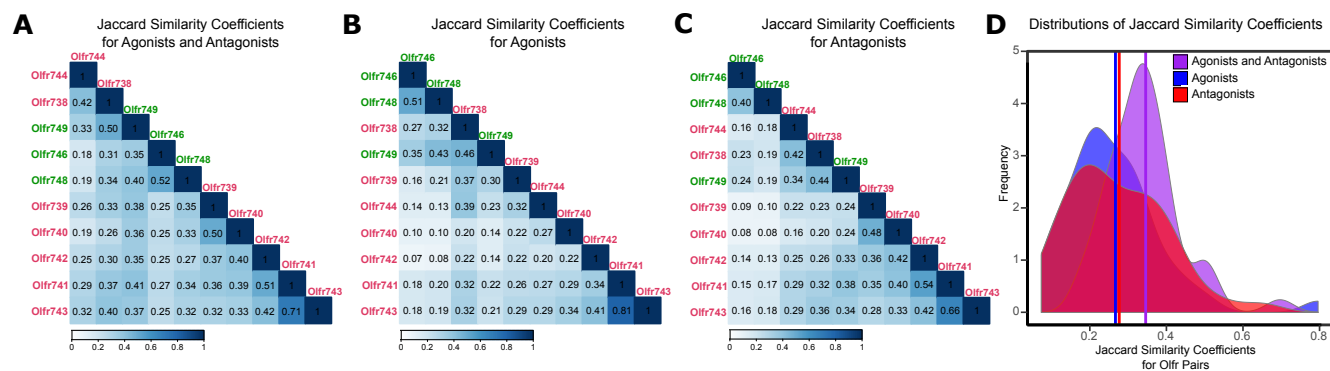 A
Jaccard Similarity Coefficients
for Agonists and Antagonists
Olfr744
Olfr744 1 Olfr738
Olfr738 0.42 1 Olfr749
Olfr749 0.33 0.50 1 Olfr746
Olfr746 0.18 0.31 0.35 1 Olfr748
Olfr748 0.19 0.34 0.40 0.52 1 Olfr739
Olfr739 0.26 0.33 0.38 0.25 0.35 1 Olfr740
Olfr740 0.19 0.26 0.36 0.25 0.33 0.50 1 Olfr742
Olfr742 0.25 0.30 0.35 0.25 0.27 0.37 0.40 1 Olfr741
Olfr741 0.29 0.37 0.41 0.27 0.34 0.36 0.39 0.51 1 Olfr743
Olfr743 0.32 0.40 0.37 0.25 0.32 0.32 0.33 0.42 0.71 1
0 0.2 0.4 0.6 0.8 1
B
Jaccard Similarity Coefficients
for Agonists
Olfr746
Olfr746 1 Olfr748
Olfr748 0.51 1 Olfr738
Olfr738 0.27 0.32 1 Olfr749
Olfr749 0.35 0.43 0.46 1 Olfr739
Olfr739 0.16 0.21 0.37 0.30 1 Olfr744
Olfr744 0.14 0.13 0.39 0.23 0.32 1 Olfr740
Olfr740 0.10 0.10 0.20 0.14 0.22 0.27 1 Olfr742
Olfr742 0.07 0.08 0.22 0.14 0.22 0.20 0.22 1 Olfr741
Olfr741 0.18 0.20 0.32 0.22 0.26 0.27 0.29 0.34 1 Olfr743
Olfr743 0.18 0.19 0.32 0.21 0.29 0.29 0.34 0.41 0.81 1
0 0.2 0.4 0.6 0.8 1
C
Jaccard Similarity Coefficients
for Antagonists
Olfr746
Olfr746 1 Olfr748
Olfr748 0.40 1 Olfr744
Olfr744 0.16 0.18 1 Olfr738
Olfr738 0.23 0.19 0.42 1 Olfr749
Olfr749 0.24 0.19 0.34 0.44 1 Olfr739
Olfr739 0.09 0.10 0.22 0.23 0.24 1 Olfr740
Olfr740 0.08 0.08 0.16 0.20 0.24 0.48 1 Olfr742
Olfr742 0.14 0.13 0.25 0.26 0.33 0.36 0.42 1 Olfr741
Olfr741 0.15 0.17 0.29 0.32 0.38 0.35 0.40 0.54 1 Olfr743
Olfr743 0.16 0.18 0.29 0.36 0.34 0.28 0.33 0.42 0.66 1
0 0.2 0.4 0.6 0.8 1
D
Distributions of Jaccard Similarity Coefficients
Agonists and Antagonists
Agonists
Antagonists
Frequency
5
4
3
2
1
0
0.2 0.4 0.6 0.8
Jaccard Similarity Coefficients
for Olfr Pairs